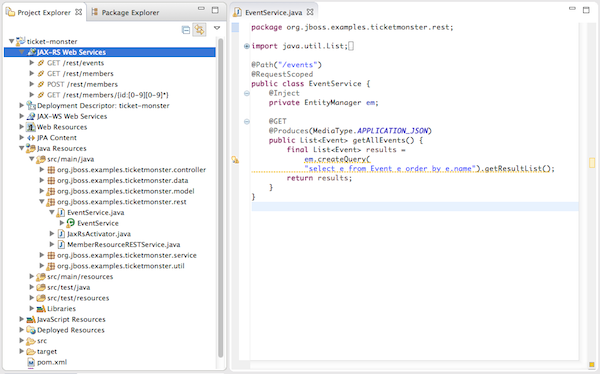 Project Explorer
Package Explorer
ticket-monster
JAX-RS Web Services
GET /rest/events
GET /rest/members
POST /rest/members
GET /rest/members/{id:[0-9][0-9]*}
Deployment Descriptor: ticket-monster
JAX-WS Web Services
Web Resources
JPA Content
Java Resources
src/main/java
org.jboss.examples.ticketmonster.controller
org.jboss.examples.ticketmonster.data
org.jboss.examples.ticketmonster.model
org.jboss.examples.ticketmonster.rest
EventService.java
EventService
JaxRsActivator.java
MemberResourceRESTService.java
org.jboss.examples.ticketmonster.service
org.jboss.examples.ticketmonster.util
src/main/resources
src/test/java
src/test/resources
Libraries
JavaScript Resources
Deployed Resources
src
target
pom.xml
EventService.java
package org.jboss.examples.ticketmonster.rest;
import java.util.List;
@Path("/events")
@RequestScoped
public class EventService {
@Inject
private EntityManager em;
@GET
@Produces(MediaType.APPLICATION_JSON)
public List<Event> getAllEvents() {
final List<Event> results =
em.createQuery(
"select e from Event e order by e.name").getResultList();
return results;
}
}